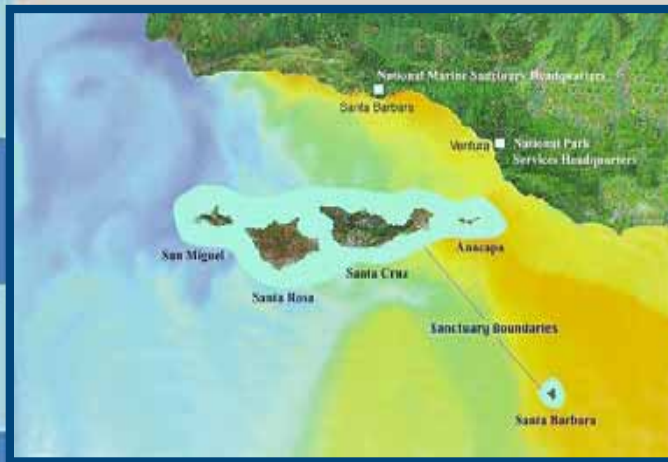 National Marine Sanctuary Headquarters
Santa Barbara
Ventura
National Park
Services Headquarters
San Miguel
Anacapa
Santa Cruz
Santa Rosa
Sanctuary Boundaries
Santa Barbara